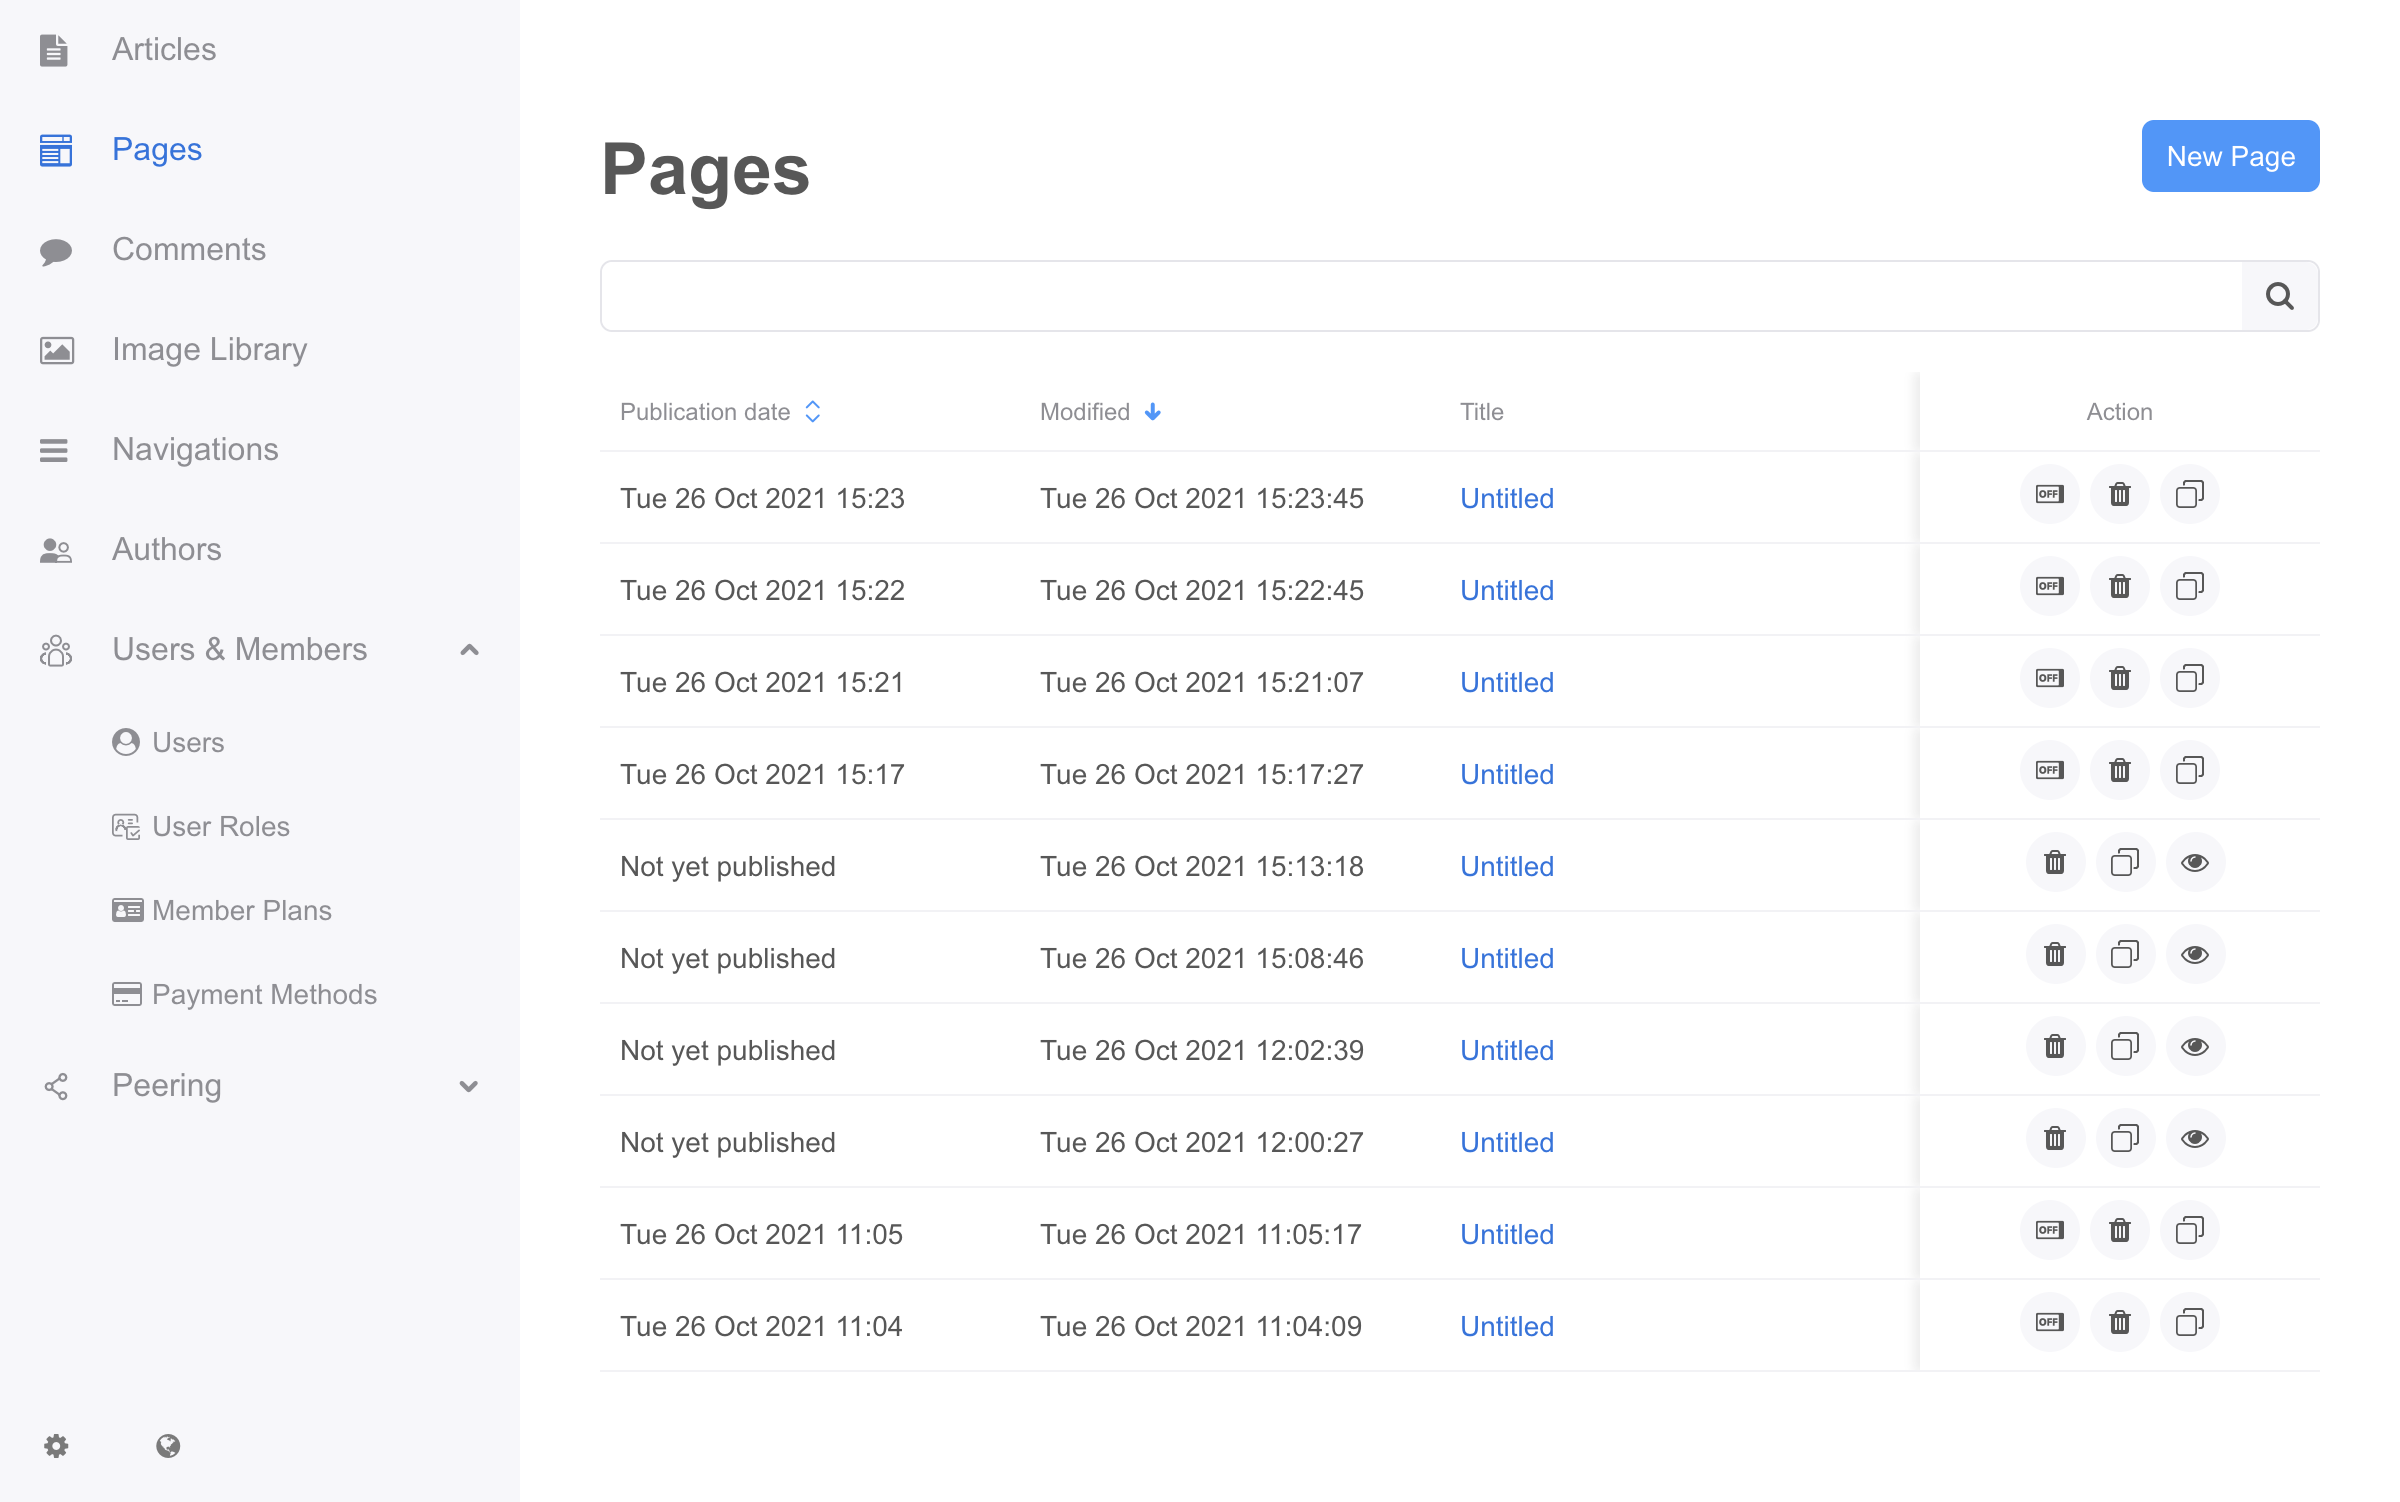 Articles
Pages
Comments
Image Library
Navigations
Authors
Users & Members
Users
User Roles
Member Plans
Payment Methods
Peering
Pages
New Page
Publication date Modified Title Action
Tue 26 Oct 2021 15:23 Tue 26 Oct 2021 15:23:45 Untitled OFF
Tue 26 Oct 2021 15:22 Tue 26 Oct 2021 15:22:45 Untitled OFF
Tue 26 Oct 2021 15:21 Tue 26 Oct 2021 15:21:07 Untitled OFF
Tue 26 Oct 2021 15:17 Tue 26 Oct 2021 15:17:27 Untitled OFF
Not yet published Tue 26 Oct 2021 15:13:18 Untitled
Not yet published Tue 26 Oct 2021 15:08:46 Untitled
Not yet published Tue 26 Oct 2021 12:02:39 Untitled
Not yet published Tue 26 Oct 2021 12:00:27 Untitled
Tue 26 Oct 2021 11:05 Tue 26 Oct 2021 11:05:17 Untitled OFF
Tue 26 Oct 2021 11:04 Tue 26 Oct 2021 11:04:09 Untitled OFF